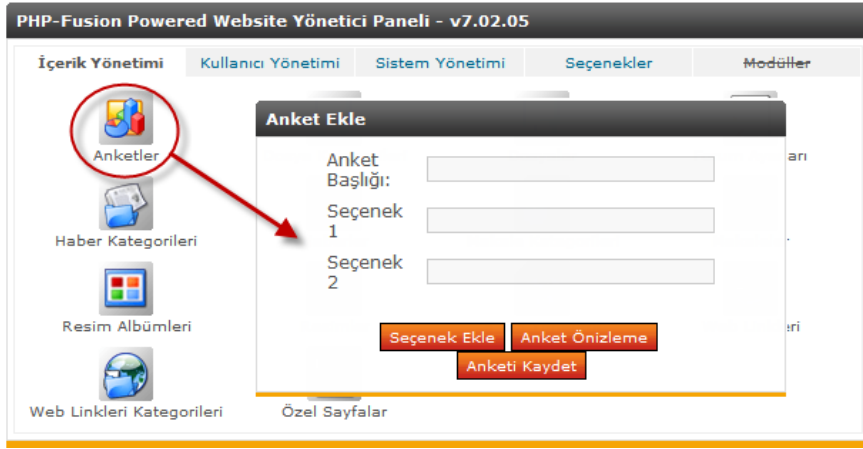 PHP-Fusion Powered Website Yönetici Paneli - v7.02.05
İçerik Yönetimi Kullanıcı Yönetimi Sistem Yönetimi Seçenekler Modüller
Anketler
Haber Kategorileri
Resim Albümleri
Web Linkleri Kategorileri Özel Sayfalar
Anket Ekle
Anket
Başlığı:
Seçenek
1
Seçenek
2
Seçenek Ekle Anket Önizleme
Anketi Kaydet